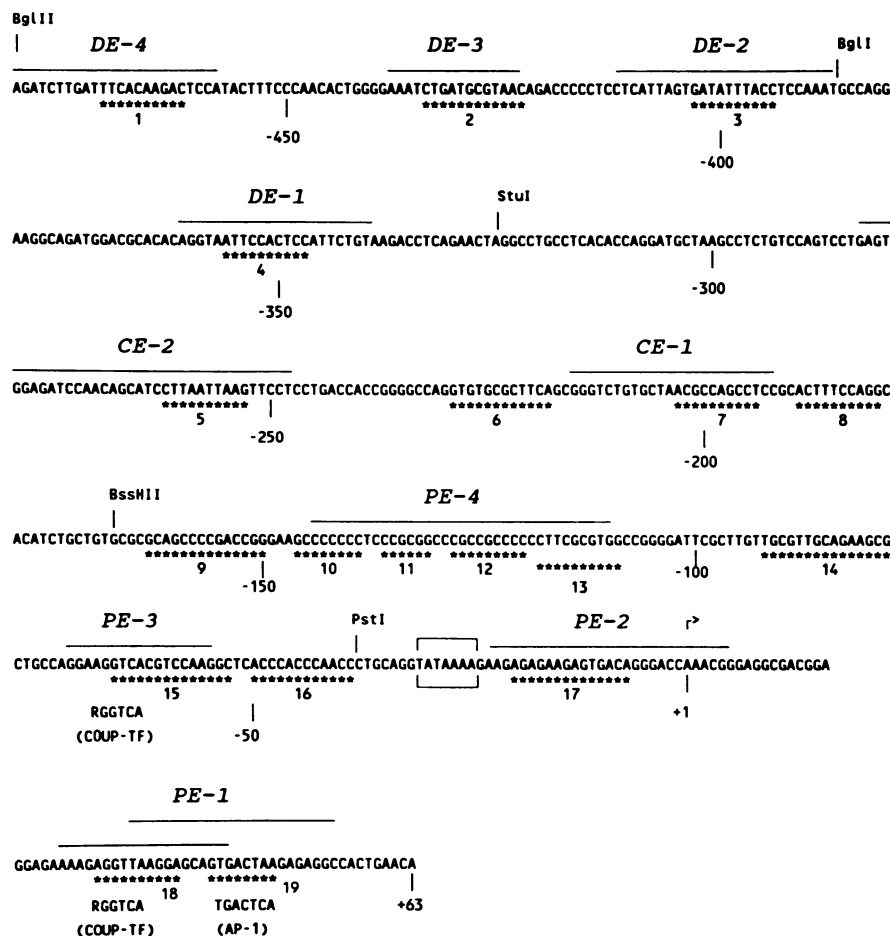 BglII
DE-4 DE-3 DE-2 BglI
AGATCTTGATTTCACAAGACTCCATACTTTCCCAACACTGGGGAAATCTGATGCGTAACAGACCCCCTCCTCATTAGTGATATTTACCTCCAAATGCCAGG
********** ************ **********
1 2 3
-450 -400
DE-1 StuI
AAGGCAGATGGACGCACACAGGTAATTCCACTCCATTCTGTAAGACCTCAGAACTAGGCCTGCCTCACACCAGGATGCTAAGCCTCTGTCCAGTCCTGAGT
**********
4
-350 -300
CE-2 CE-1
GGAGATCCAACAGCATCCTTAATTAAGTTCCTCCTGACCACCGGGGCCAGGTGTGCGCTTCAGCGGGTCTGTGCTAACGCCAGCCTCCGCACTTTCCAGGC
********** ************ ********** **********
5 6 7 8
-250 -200
BssHII PE-4
ACATCTGCTGTGCGCGCAGCCCCGACCGGGAAGCCCCCCCTCCCGCGGCCCGCCGCCCCCCTTCGCGTGGCCGGGGATTCGCTTGTTGCGTTGCAGAAGCG
************** ******** ****** ********* ********** ***************
9 10 11 12 13 14
-150 -100
PE-3 PstI PE-2
CTGCCAGGAAGGTCACGTCCAAGGCTCACCCACCCAACCCTGCAGGTATAAAAGAAGAGAGAAGAGTGACAGGGACCAAACGGGAGGCGACGGA
*************** ************* **************
15 16 17
RGGTCA -50 +1
(COUP-TF)
PE-1
GGAGAAAAGAGGTTAAGGAGCAGTGACTAAGAGAGGCCACTGAACA
********** ********
18 19
RGGTCA TGACTCA +63
(COUP-TF) (AP-1)